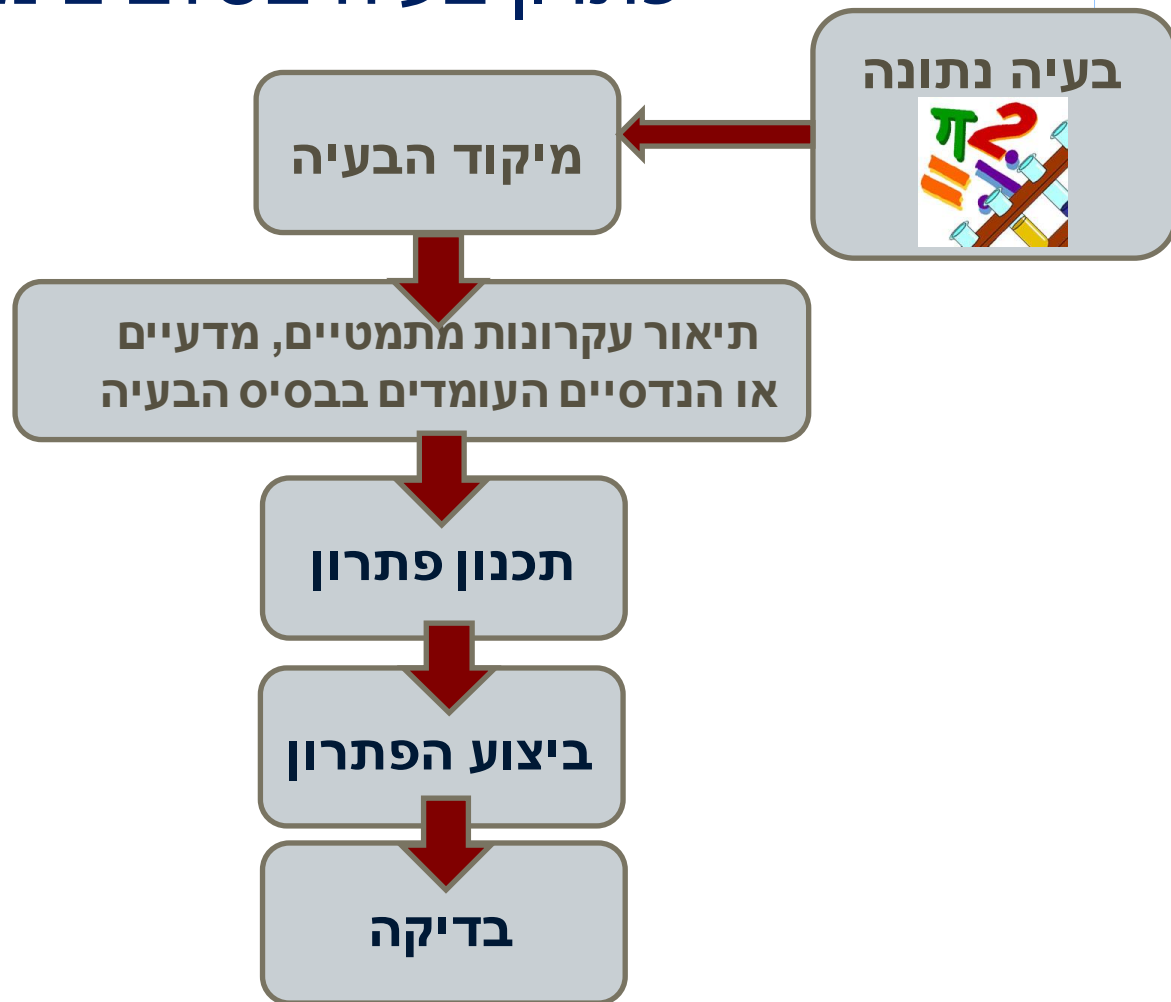 בעיה נתונה
מיקוד הבעיה
תיאור עקרונות מתמטיים, מדעיים
או הנדסיים העומדים בבסיס הבעיה
תכנון פתרון
ביצוע הפתרון
בדיקה